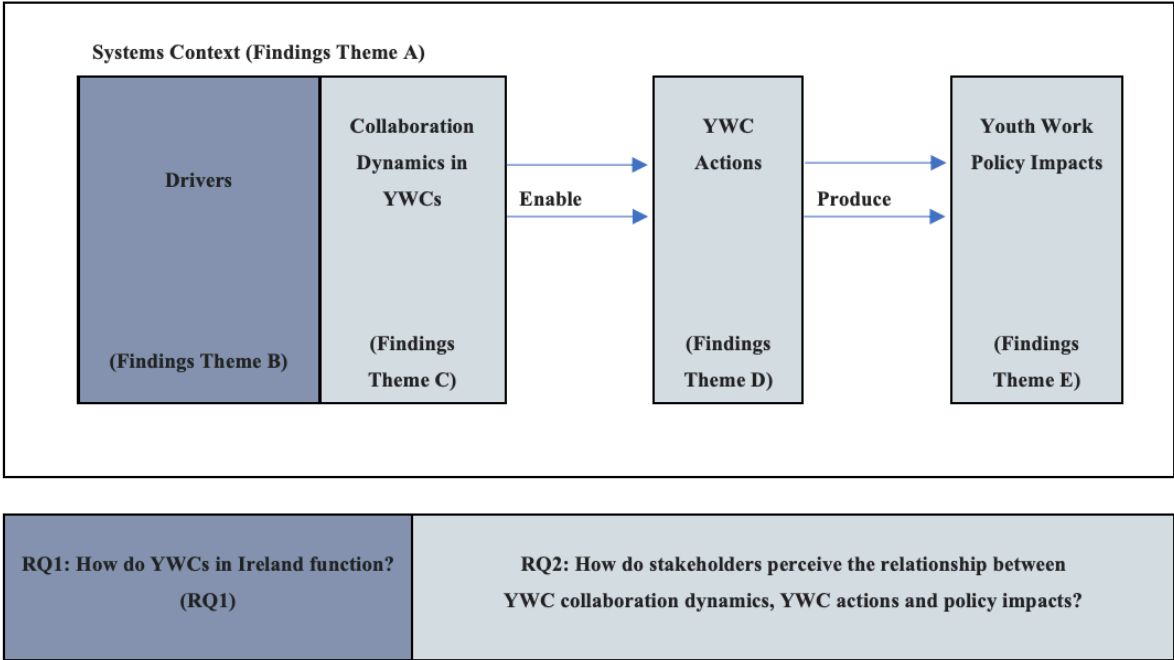 Systems Context (Findings Theme A)
Drivers
(Findings Theme B)
Collaboration
Dynamics in
YWCs
(Findings
Theme C)
Enable
YWC
Actions
(Findings
Theme D)
Produce
Youth Work
Policy Impacts
(Findings
Theme E)
RQ1: How do YWCs in Ireland function?
(RQ1)
RQ2: How do stakeholders perceive the relationship between
YWC collaboration dynamics, YWC actions and policy impacts?